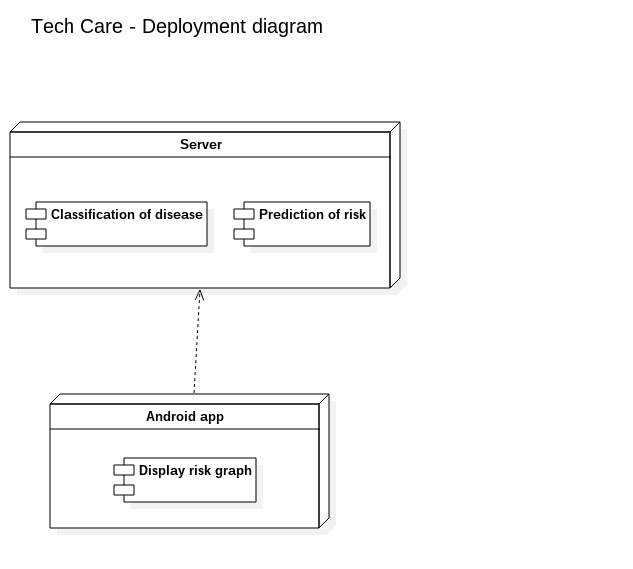 Tech Care - Deployment diagram
Server
Classification of disease
Prediction of risk
Android app
Display risk graph